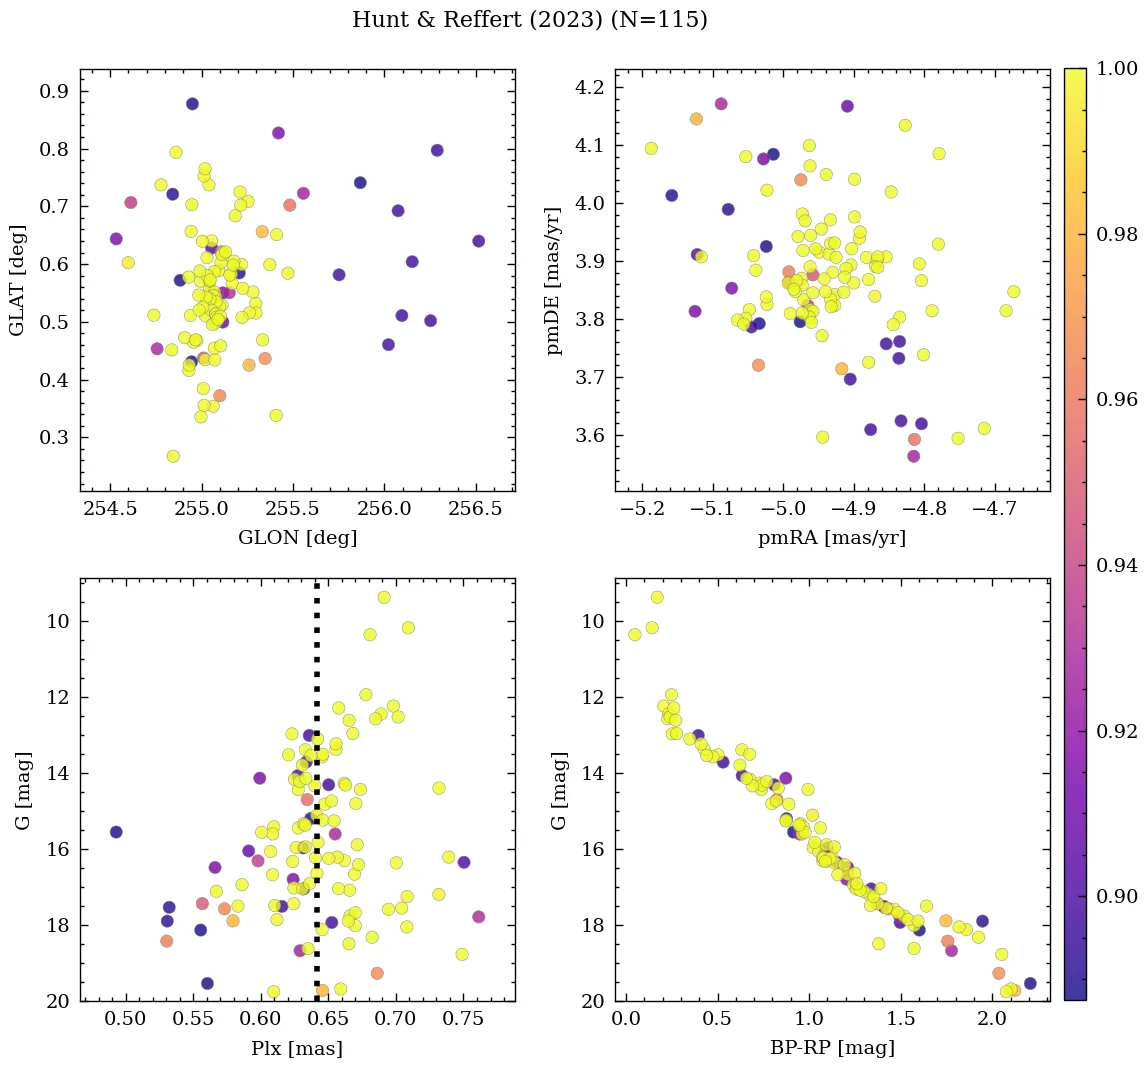 Hunt & Reffert (2023) (N=115)
GLAT [deg]
0.9
0.8
0.7
0.6
0.5
0.4
0.3
254.5 255.0 255.5 256.0 256.5
GLON [deg]
pmDE [mas/yr]
4.2
4.1
4.0
3.9
3.8
3.7
3.6
−5.2 −5.1 −5.0 −4.9 −4.8 −4.7
pmRA [mas/yr]
G [mag]
10
12
14
16
18
20
0.50 0.55 0.60 0.65 0.70 0.75
Plx [mas]
G [mag]
10
12
14
16
18
20
0.0 0.5 1.0 1.5 2.0
BP-RP [mag]
1.00
0.98
0.96
0.94
0.92
0.90